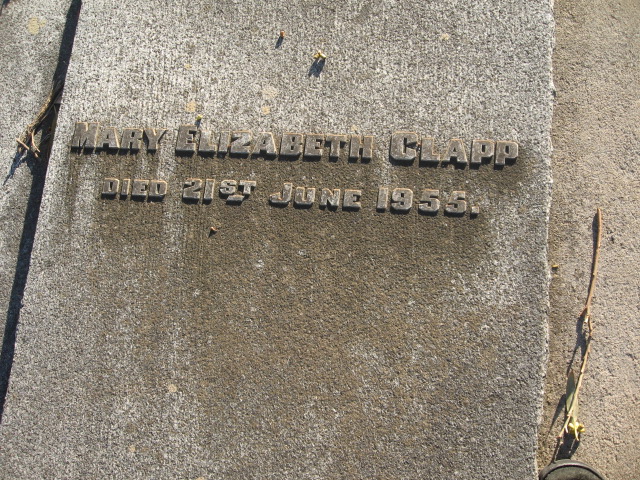 MARY ELIZABETH CLAPP
DIED 21ST JUNE 1955.